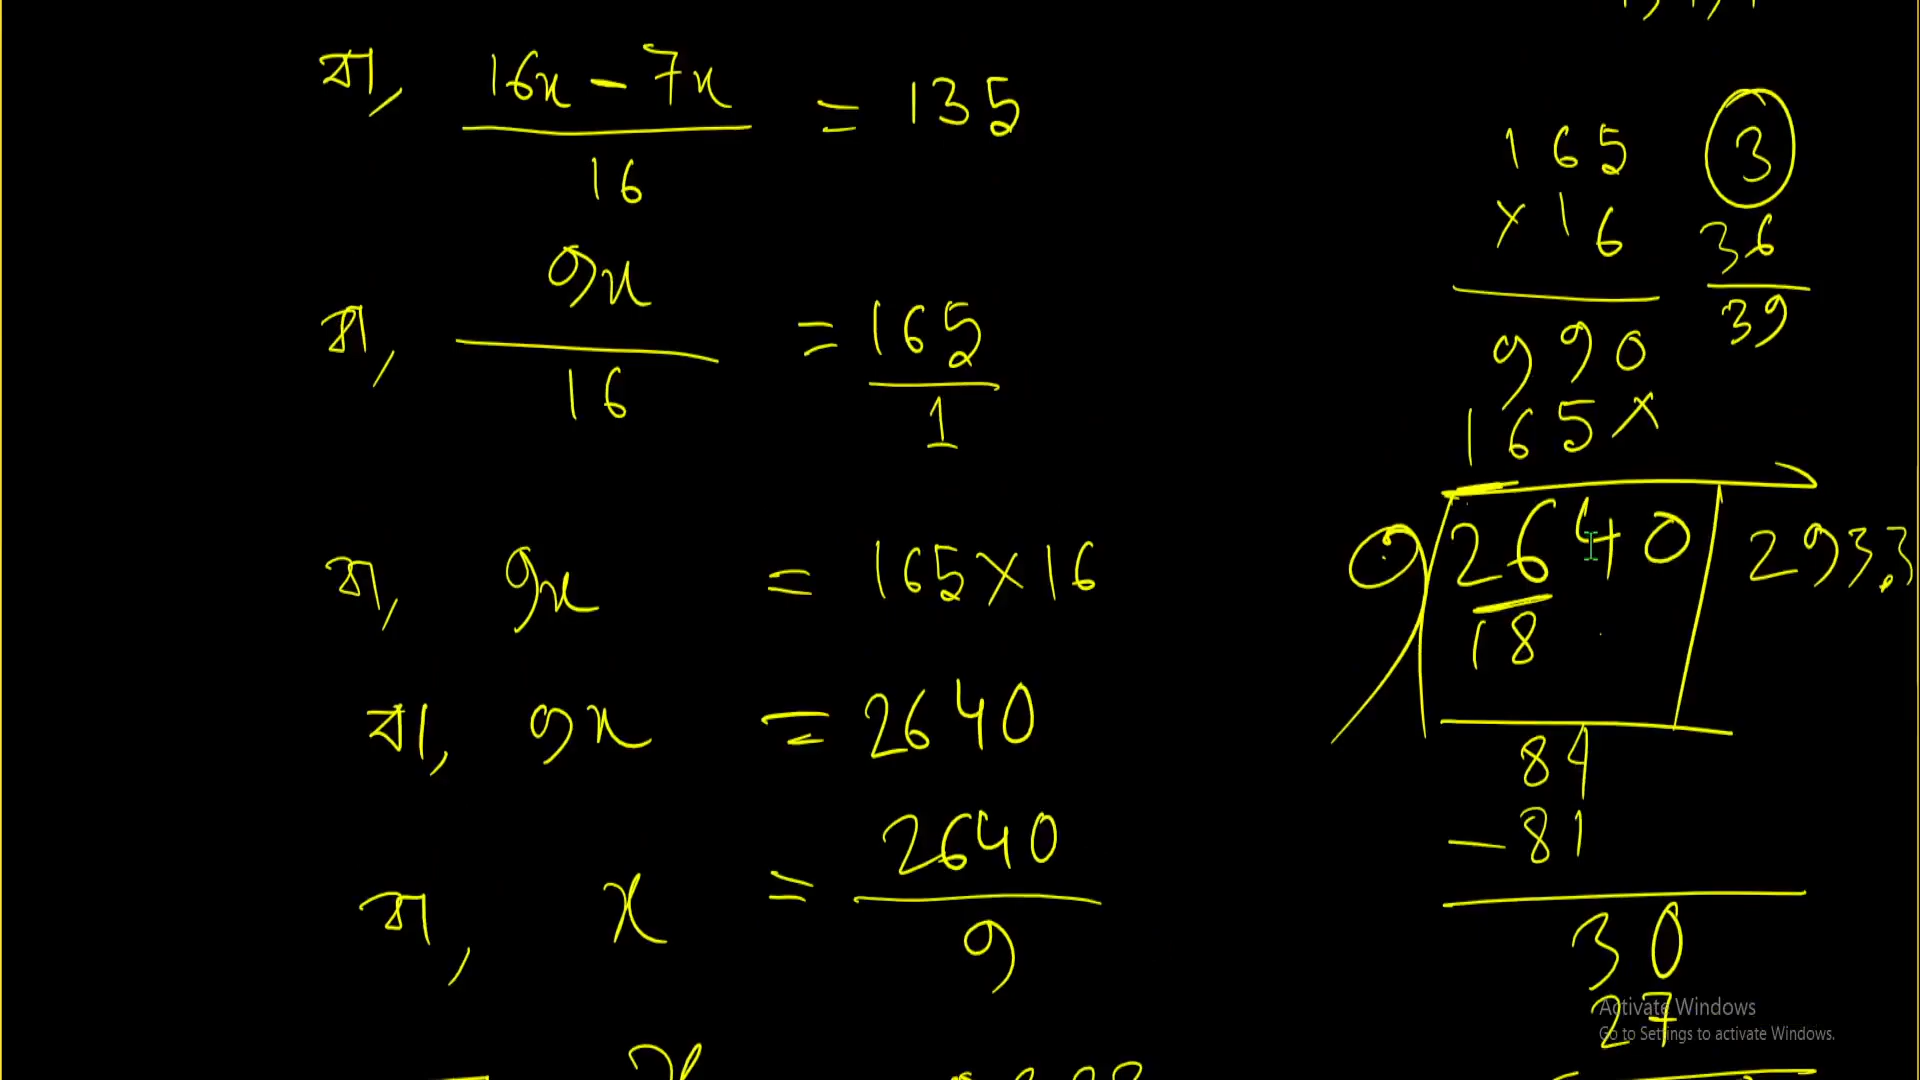 বা, 16x - 7x / 16 = 135
বা, 9x / 16 = 165 / 1
বা, 9x = 165 × 16
বা, 9x = 2640
বা, x = 2640 / 9
165
×16
990
165×
9 2640 293.3
18
84
-81
30
27
3
36
39
Activate Windows
Go to Settings to activate Windows.